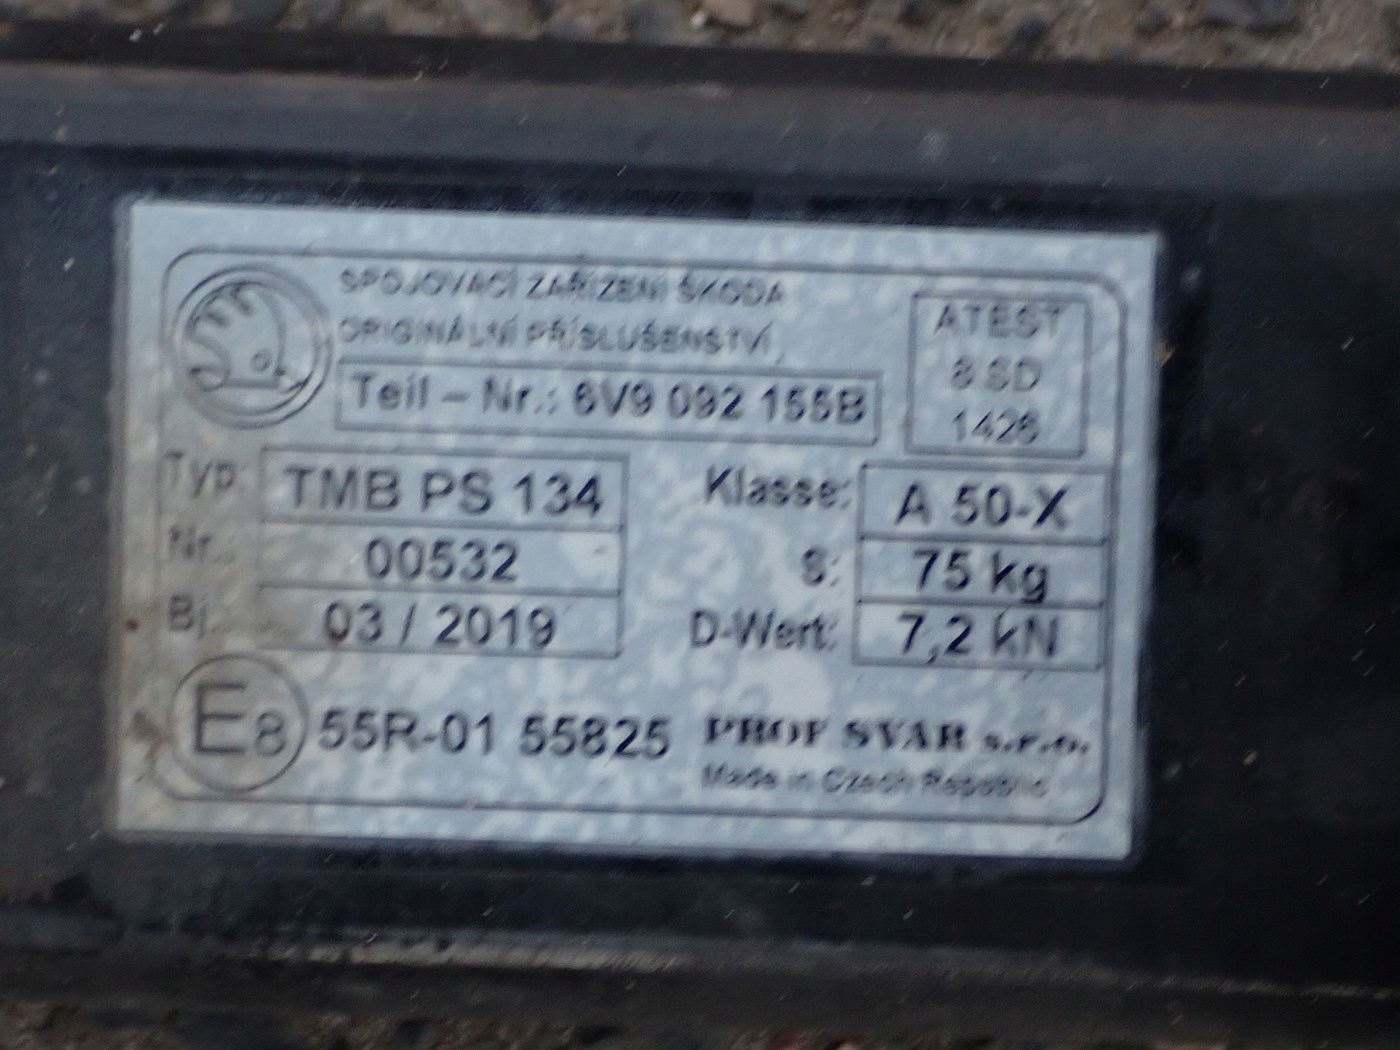 SPOJOVACÍ ZAŘÍZENÍ ŠKODA
ORIGINÁLNÍ PŘÍSLUŠENSTVÍ
Teil - Nr.: 6V9 092 155B
ATEST
8 SD
1426
Typ: TMB PS 134
Nr.: 00532
Bj.: 03 / 2019
Klasse: A 50-X
S: 75 kg
D-Wert: 7,2 kN
E8 55R-01 55825
PROF SVAR s.r.o.
Made in Czech Republic